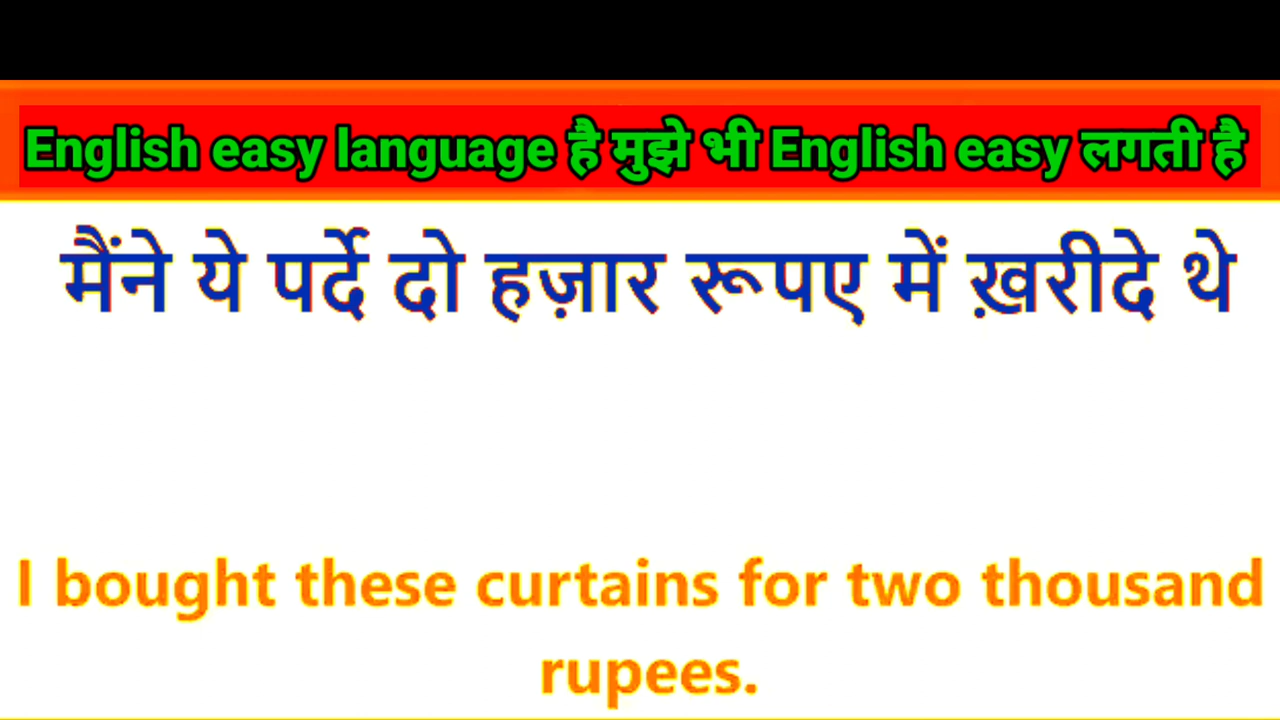 English easy language है मुझे भी English easy लगती है
मैंने ये पर्दे दो हज़ार रूपए में ख़रीदे थे
I bought these curtains for two thousand
rupees.